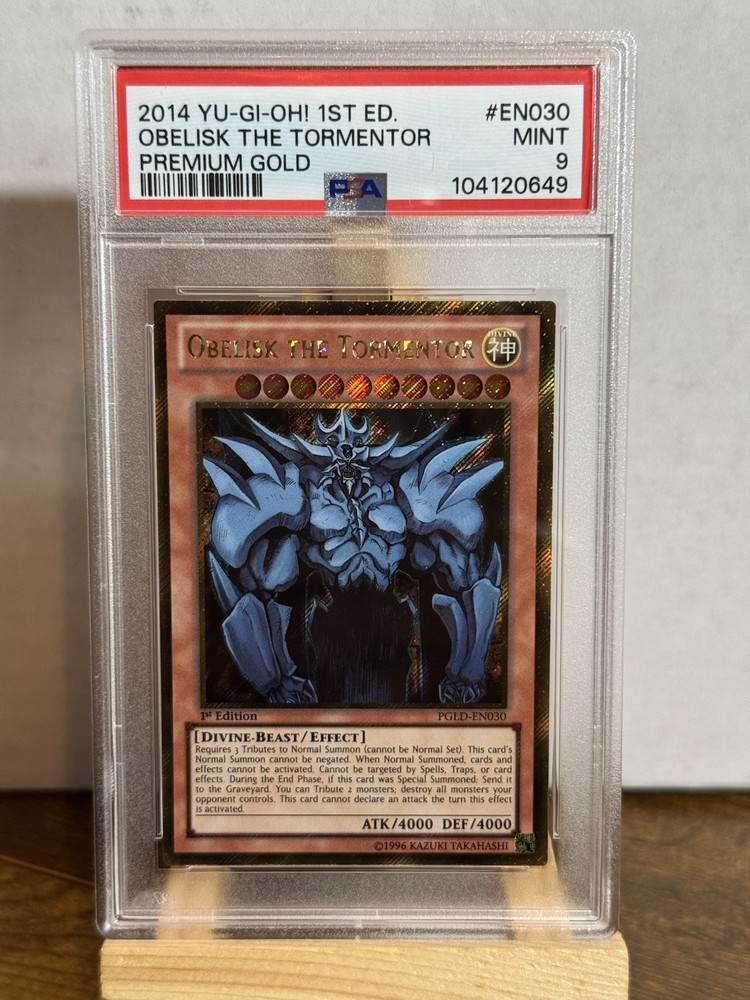 2014 YU-GI-OH! 1ST ED. #EN030
OBELISK THE TORMENTOR MINT
PREMIUM GOLD 9
PSA 104120649
OBELISK THE TORMENTOR
DIVINE
神
1st Edition PGLD-EN030
[DIVINE-BEAST/EFFECT]
Requires 3 Tributes to Normal Summon (cannot be Normal Set). This card's
Normal Summon cannot be negated. When Normal Summoned, cards and
effects cannot be activated. Cannot be targeted by Spells, Traps, or card
effects. During the End Phase, if this card was Special Summoned: Send it
to the Graveyard. You can Tribute 2 monsters; destroy all monsters your
opponent controls. This card cannot declare an attack the turn this effect
is activated.
ATK/4000 DEF/4000
©1996 KAZUKI TAKAHASHI